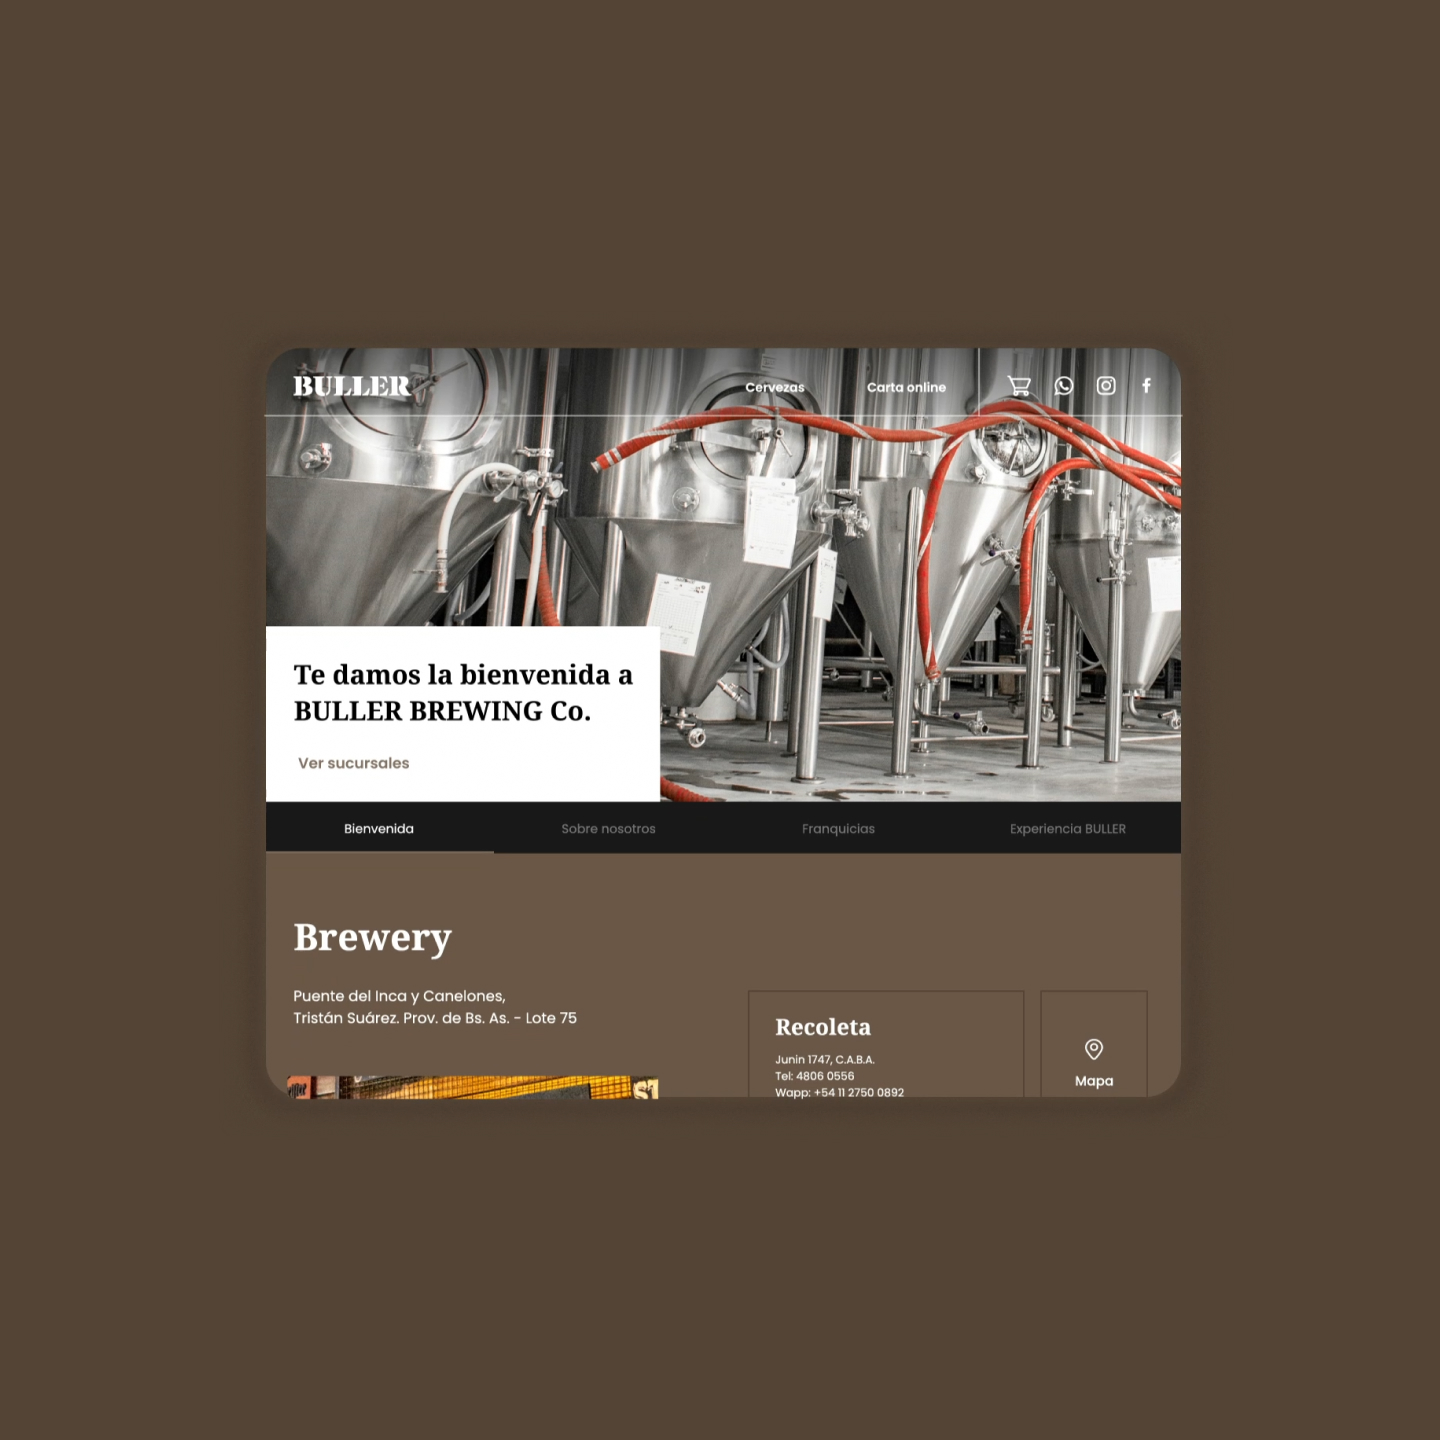 BULLER
Cervezas
Carta online
Te damos la bienvenida a
BULLER BREWING Co.
Ver sucursales
Bienvenida
Sobre nosotros
Franquicias
Experiencia BULLER
Brewery
Puente del Inca y Canelones,
Tristán Suárez. Prov. de Bs. As. - Lote 75
Recoleta
Junin 1747, C.A.B.A.
Tel: 4806 0556
Wapp: +54 11 2750 0892
Mapa